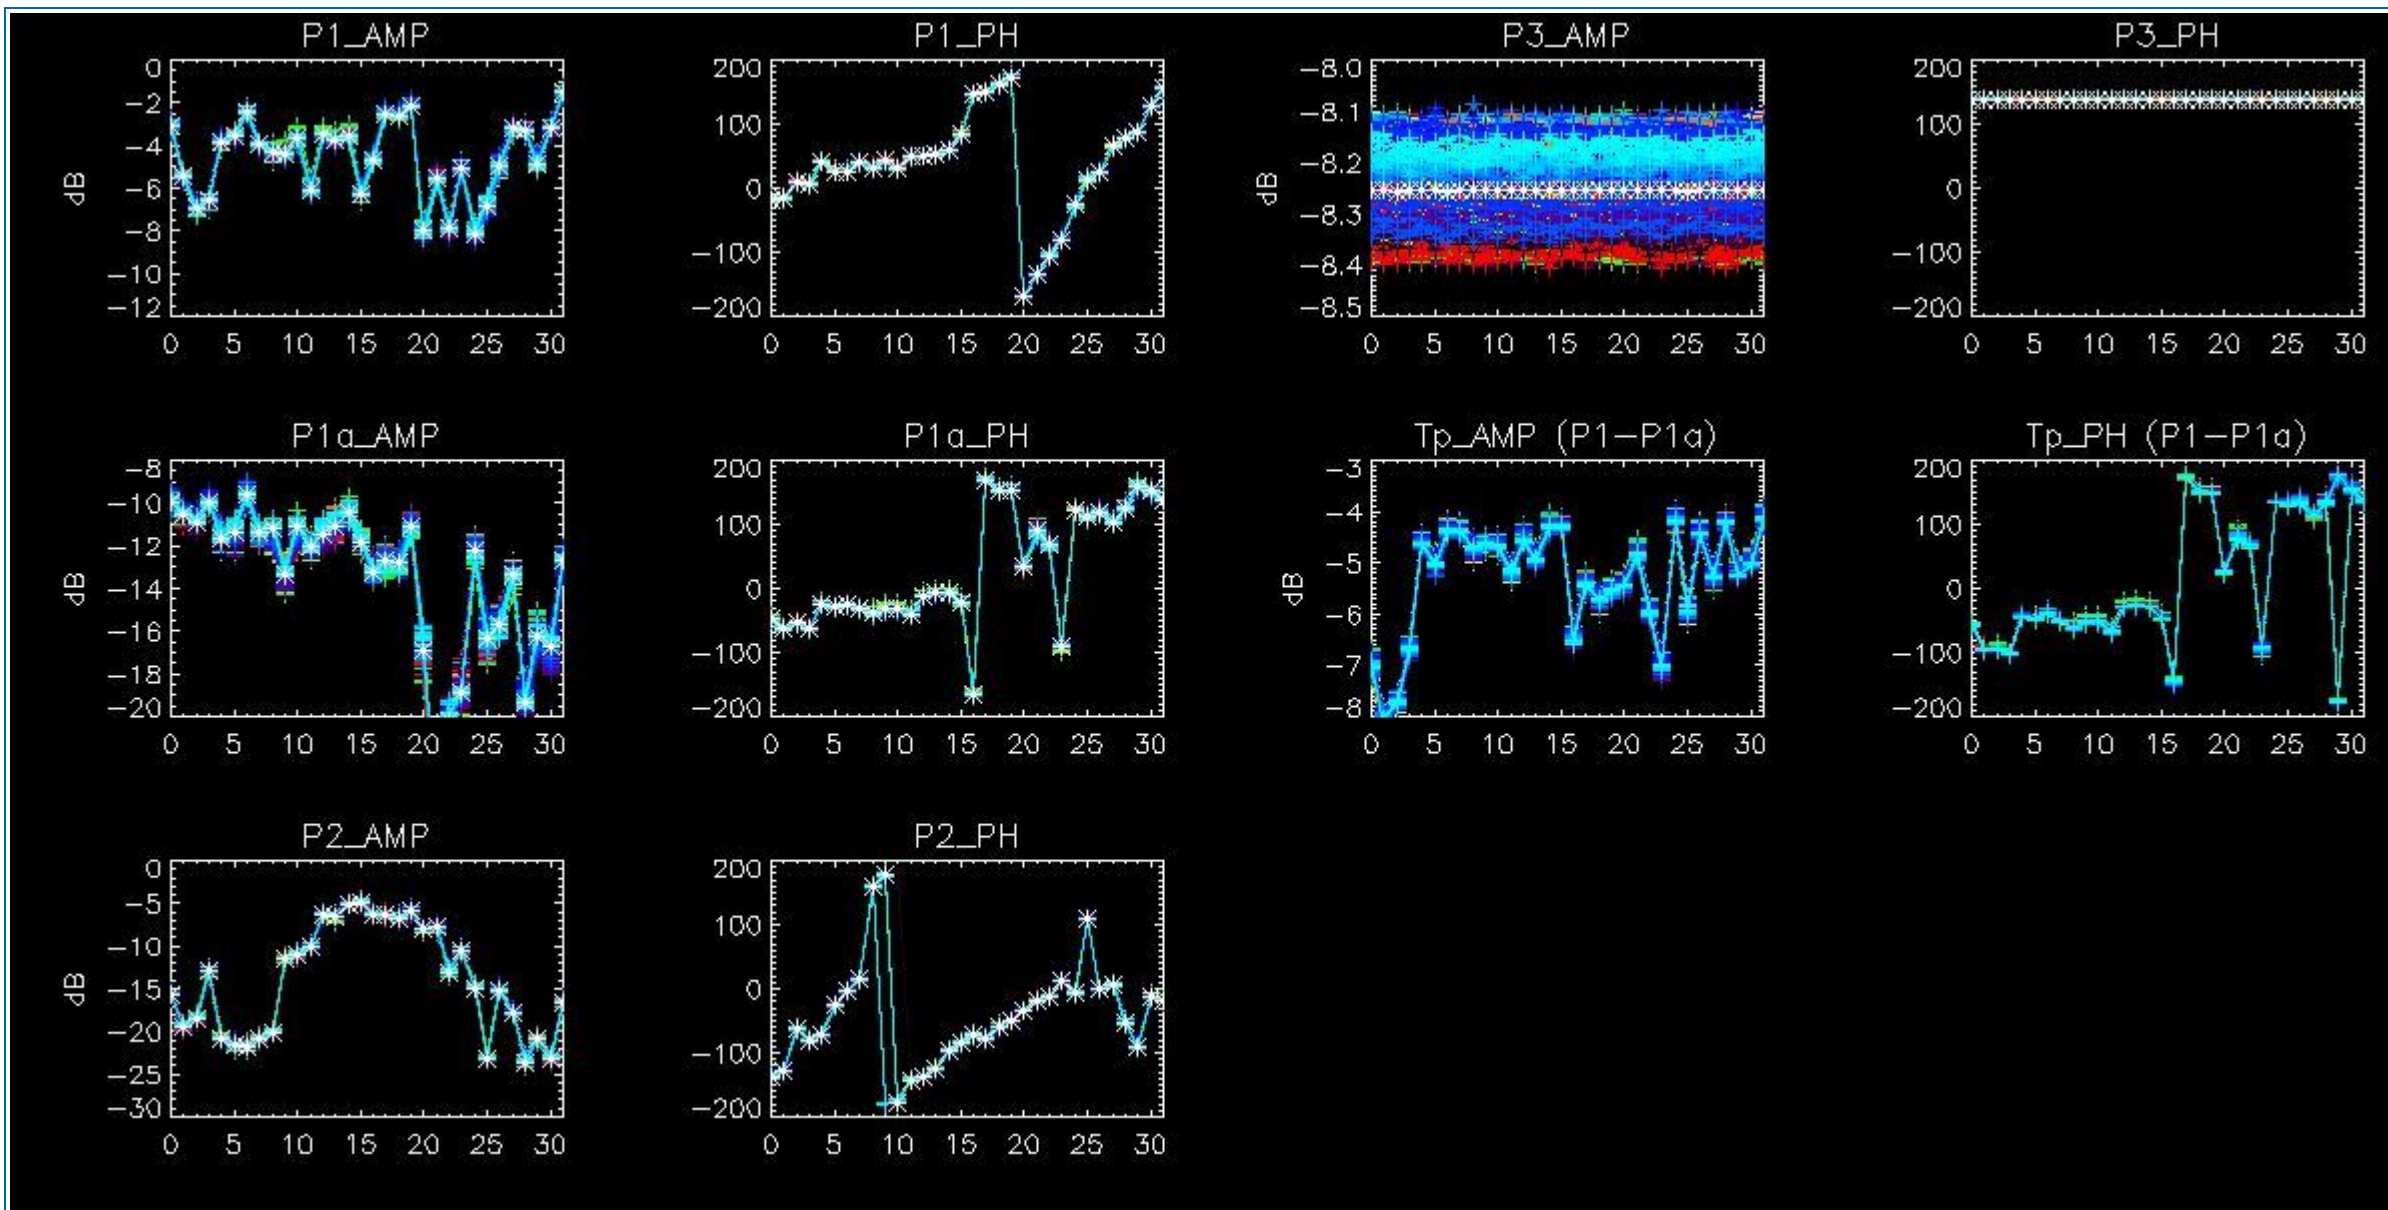 P1_AMP
P1_PH
P3_AMP
P3_PH
0
−2
−4
−6
−8
−10
−12
dB
0 5 10 15 20 25 30
200
100
0
−100
−200
0 5 10 15 20 25 30
−8.0
−8.1
−8.2
−8.3
−8.4
−8.5
dB
0 5 10 15 20 25 30
200
100
0
−100
−200
0 5 10 15 20 25 30
P1a_AMP
P1a_PH
Tp_AMP (P1−P1a)
Tp_PH (P1−P1a)
−8
−10
−12
−14
−16
−18
−20
dB
0 5 10 15 20 25 30
200
100
0
−100
−200
0 5 10 15 20 25 30
−3
−4
−5
−6
−7
−8
dB
0 5 10 15 20 25 30
200
100
0
−100
−200
0 5 10 15 20 25 30
P2_AMP
P2_PH
0
−5
−10
−15
−20
−25
−30
dB
0 5 10 15 20 25 30
200
100
0
−100
−200
0 5 10 15 20 25 30